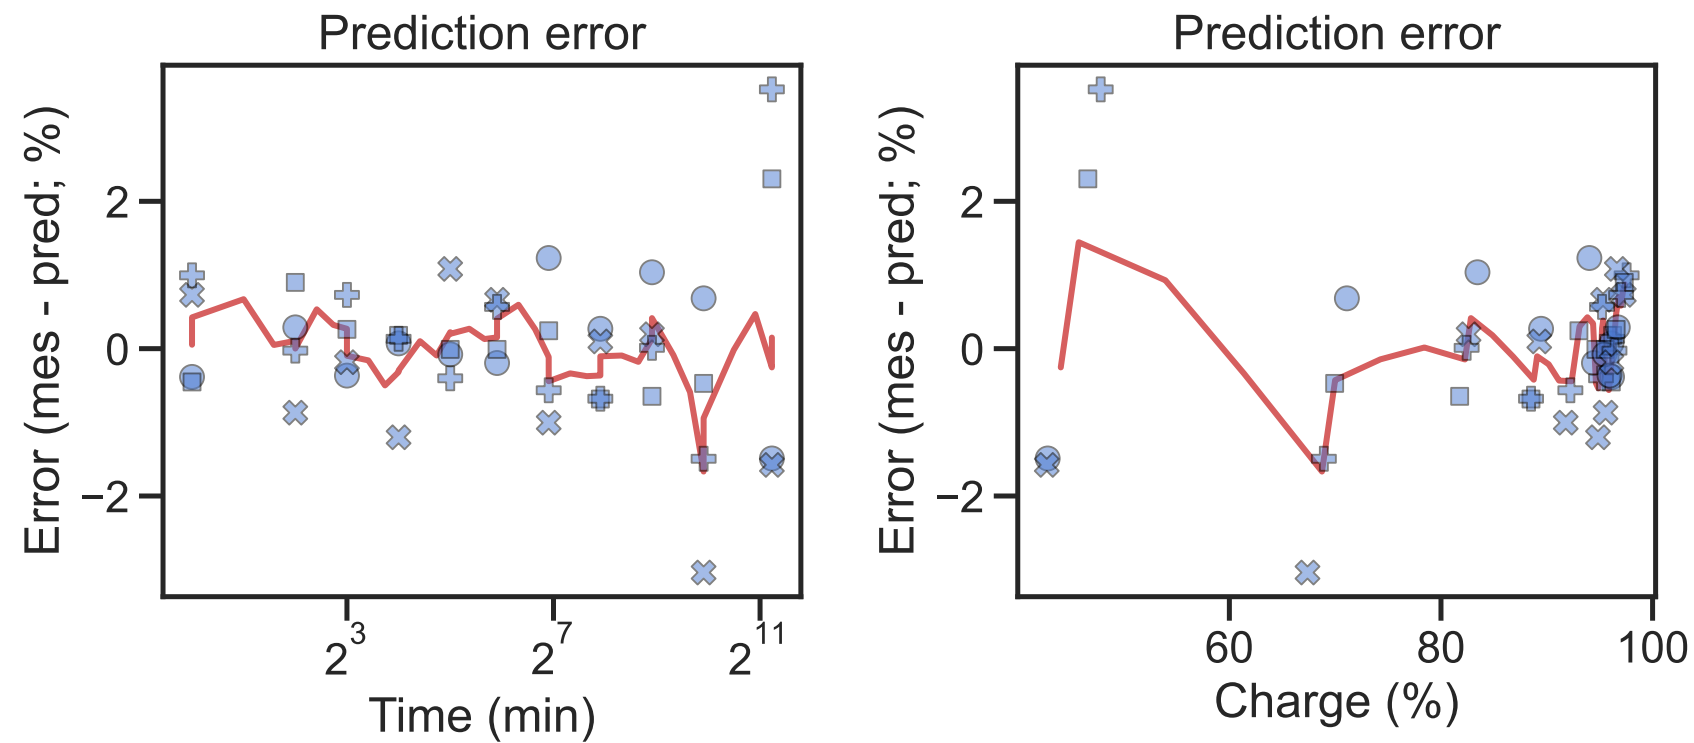 Prediction error
Error (mes - pred; %)
2
0
−2
2^3
2^7
2^11
Time (min)
Prediction error
Error (mes - pred; %)
2
0
−2
60
80
100
Charge (%)